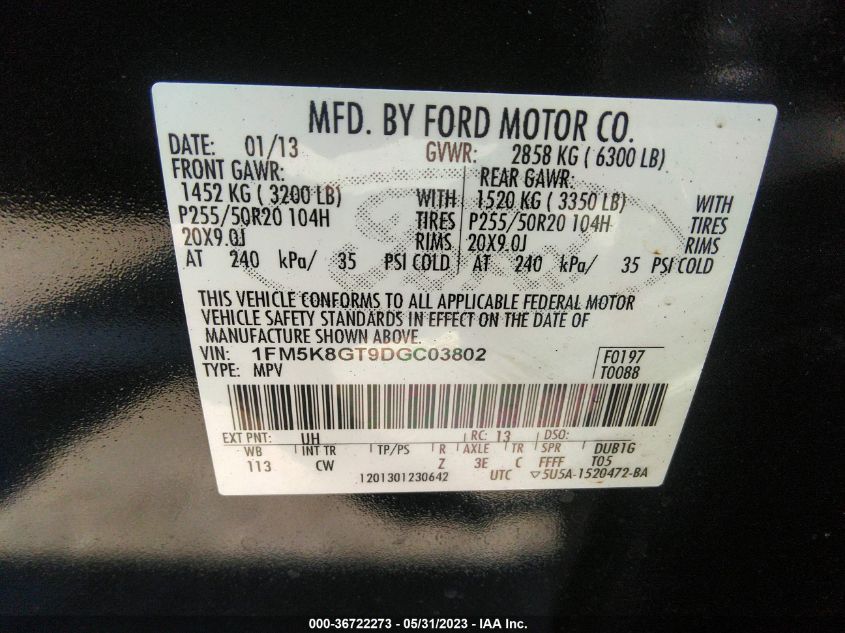 MFD. BY FORD MOTOR CO.
DATE: 01/13 GVWR: 2858 KG ( 6300 LB)
FRONT GAWR: REAR GAWR:
1452 KG ( 3200 LB) WITH 1520 KG ( 3350 LB) WITH
P255/50R20 104H TIRES P255/50R20 104H TIRES
20X9.0J RIMS 20X9.0J RIMS
AT 240 kPa/ 35 PSI COLD AT 240 kPa/ 35 PSI COLD
THIS VEHICLE CONFORMS TO ALL APPLICABLE FEDERAL MOTOR
VEHICLE SAFETY STANDARDS IN EFFECT ON THE DATE OF
MANUFACTURE SHOWN ABOVE.
VIN: 1FM5K8GT9DGC03802 F0197
TYPE: MPV T0088
EXT PNT: UH RC: 13 DSO:
WB INT TR TP/PS R AXLE TR SPR DUB1G
113 CW Z 3E C FFFF T05
1201301230642 UTC ▽5U5A-1520472-BA
Ford
000-36722273 - 05/31/2023 - IAA Inc.